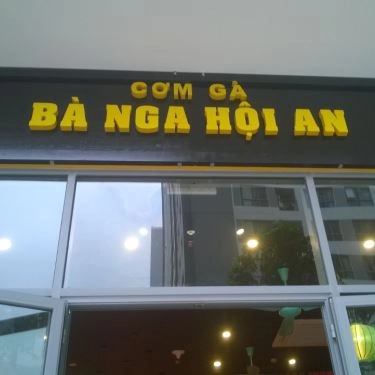 CƠM GÀ
BÀ NGA HỘI AN